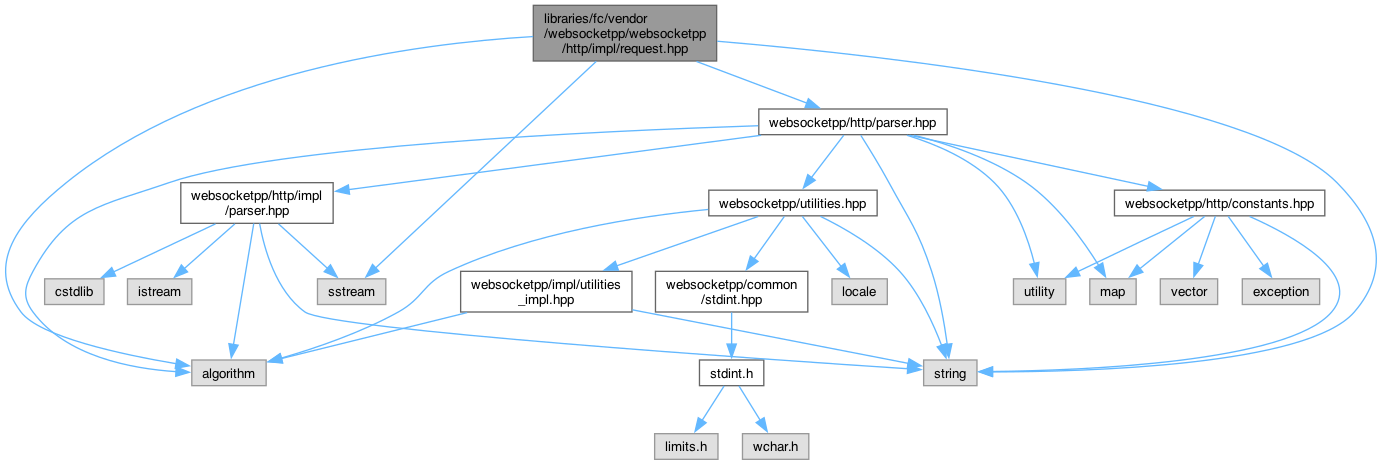 libraries/fc/vendor
/websocketpp/websocketpp
/http/impl/request.hpp
websocketpp/http/parser.hpp
websocketpp/http/impl
/parser.hpp
websocketpp/utilities.hpp
websocketpp/http/constants.hpp
cstdlib
istream
sstream
websocketpp/impl/utilities
_impl.hpp
websocketpp/common
/stdint.hpp
locale
utility
map
vector
exception
algorithm
stdint.h
string
limits.h
wchar.h